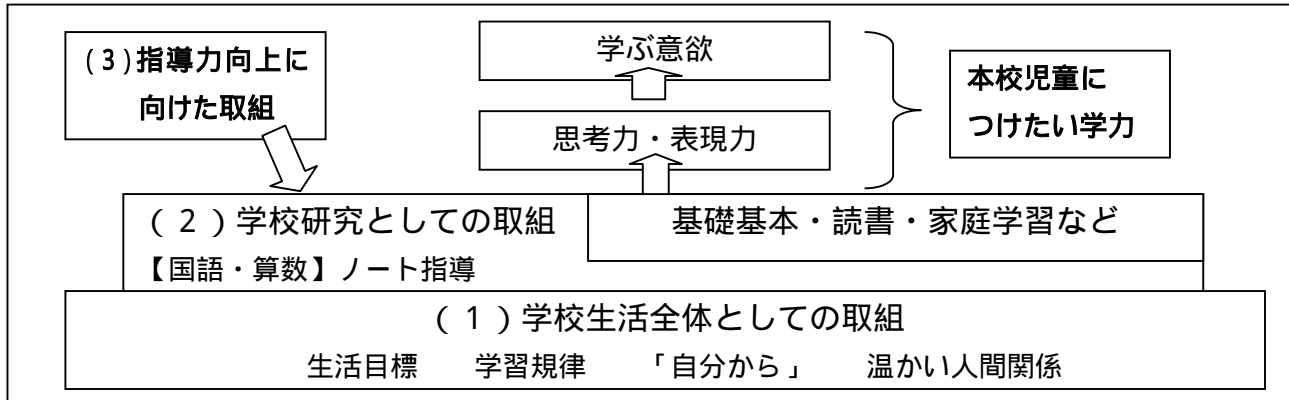 (3)指導力向上に
向けた取組
学ぶ意欲
思考力・表現力
本校児童に
つけたい学力
(2)学校研究としての取組
【国語・算数】ノート指導
基礎基本・読書・家庭学習など
(1)学校生活全体としての取組
生活目標 学習規律 「自分から」 温かい人間関係